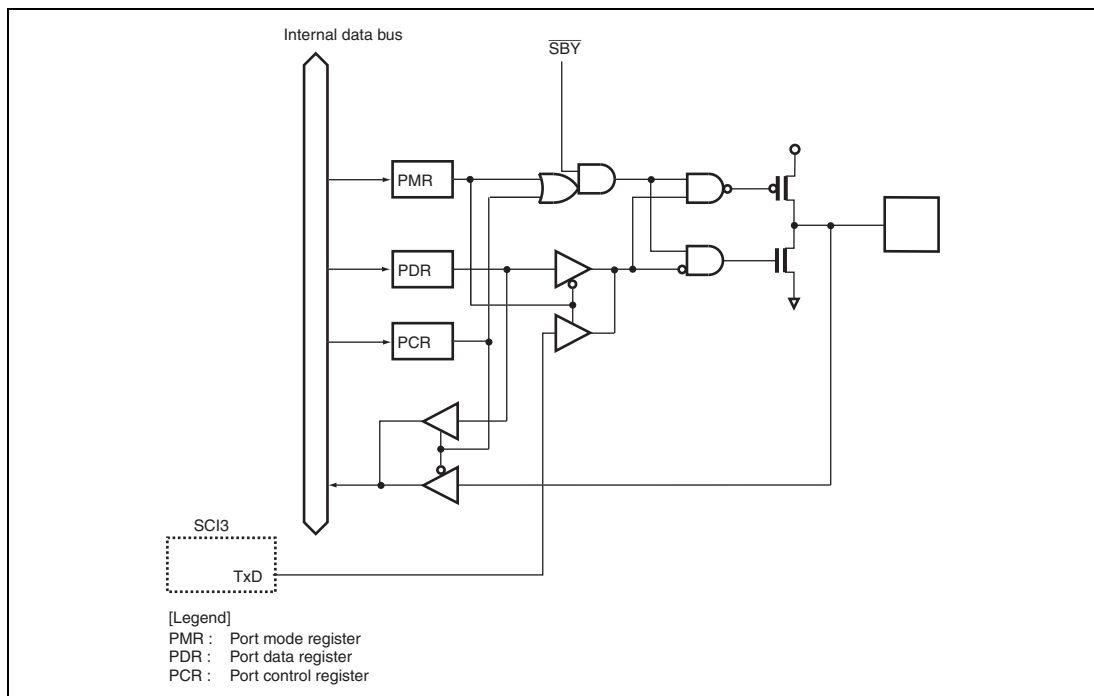 Internal data bus
S̅B̅Y̅
PMR
PDR
PCR
SCI3
TxD
[Legend]
PMR : Port mode register
PDR : Port data register
PCR : Port control register